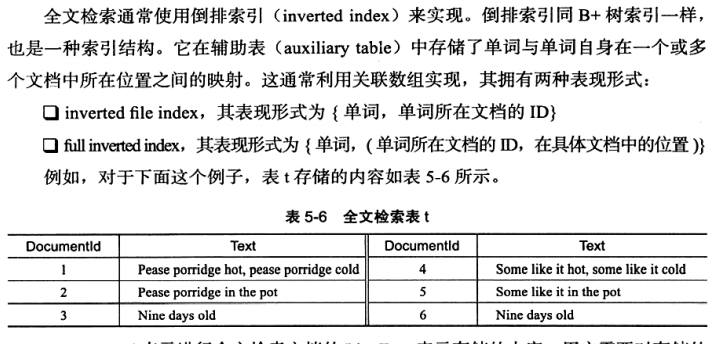 全文检索通常使用倒排索引（inverted index）来实现。倒排索引同 B+ 树索引一样，
也是一种索引结构。它在辅助表（auxiliary table）中存储了单词与单词自身在一个或多
个文档中所在位置之间的映射。这通常利用关联数组实现，其拥有两种表现形式：
❏ inverted file index，其表现形式为 { 单词，单词所在文档的 ID}
❏ full inverted index，其表现形式为 { 单词，( 单词所在文档的 ID，在具体文档中的位置 )}
例如，对于下面这个例子，表 t 存储的内容如表 5-6 所示。
表 5-6 全文检索表 t
DocumentId Text DocumentId Text
1 Pease porridge hot, pease porridge cold 4 Some like it hot, some like it cold
2 Pease porridge in the pot 5 Some like it in the pot
3 Nine days old 6 Nine days old